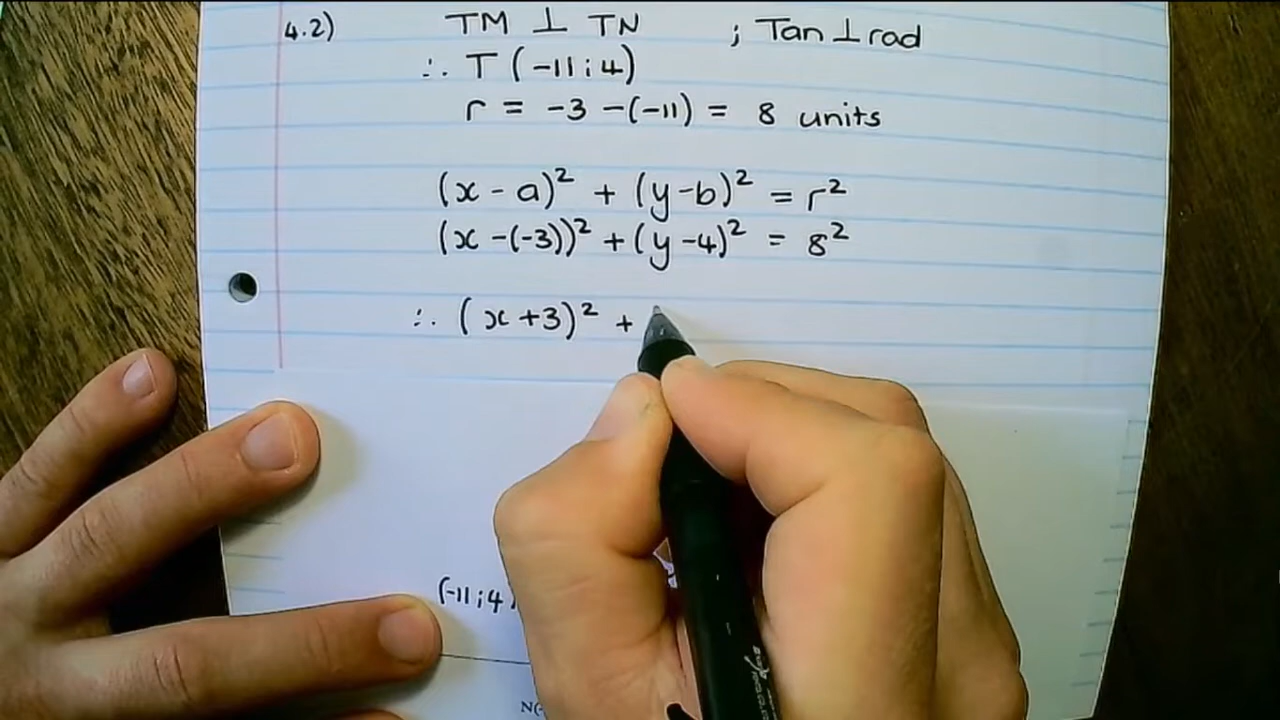 4.2) TM ⊥ TN ; Tan ⊥ rad
∴ T (-11 ; 4)
r = -3 -(-11) = 8 units
(x - a)² + (y - b)² = r²
(x -(-3))² + (y - 4)² = 8²
∴ (x + 3)² +
(-11 ; 4)
N(-